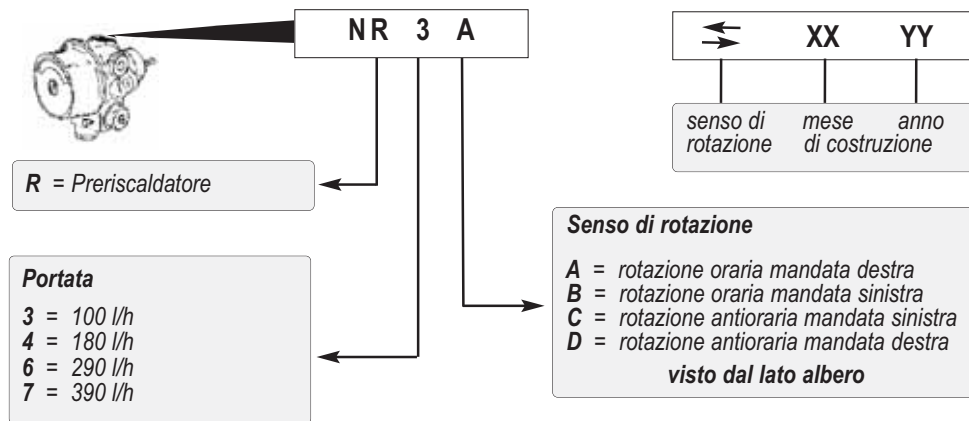 NR 3 A
XX YY
senso di mese anno
rotazione di costruzione
R = Preriscaldatore
Senso di rotazione
A = rotazione oraria mandata destra
B = rotazione oraria mandata sinistra
C = rotazione antioraria mandata sinistra
D = rotazione antioraria mandata destra
visto dal lato albero
Portata
3 = 100 l/h
4 = 180 l/h
6 = 290 l/h
7 = 390 l/h